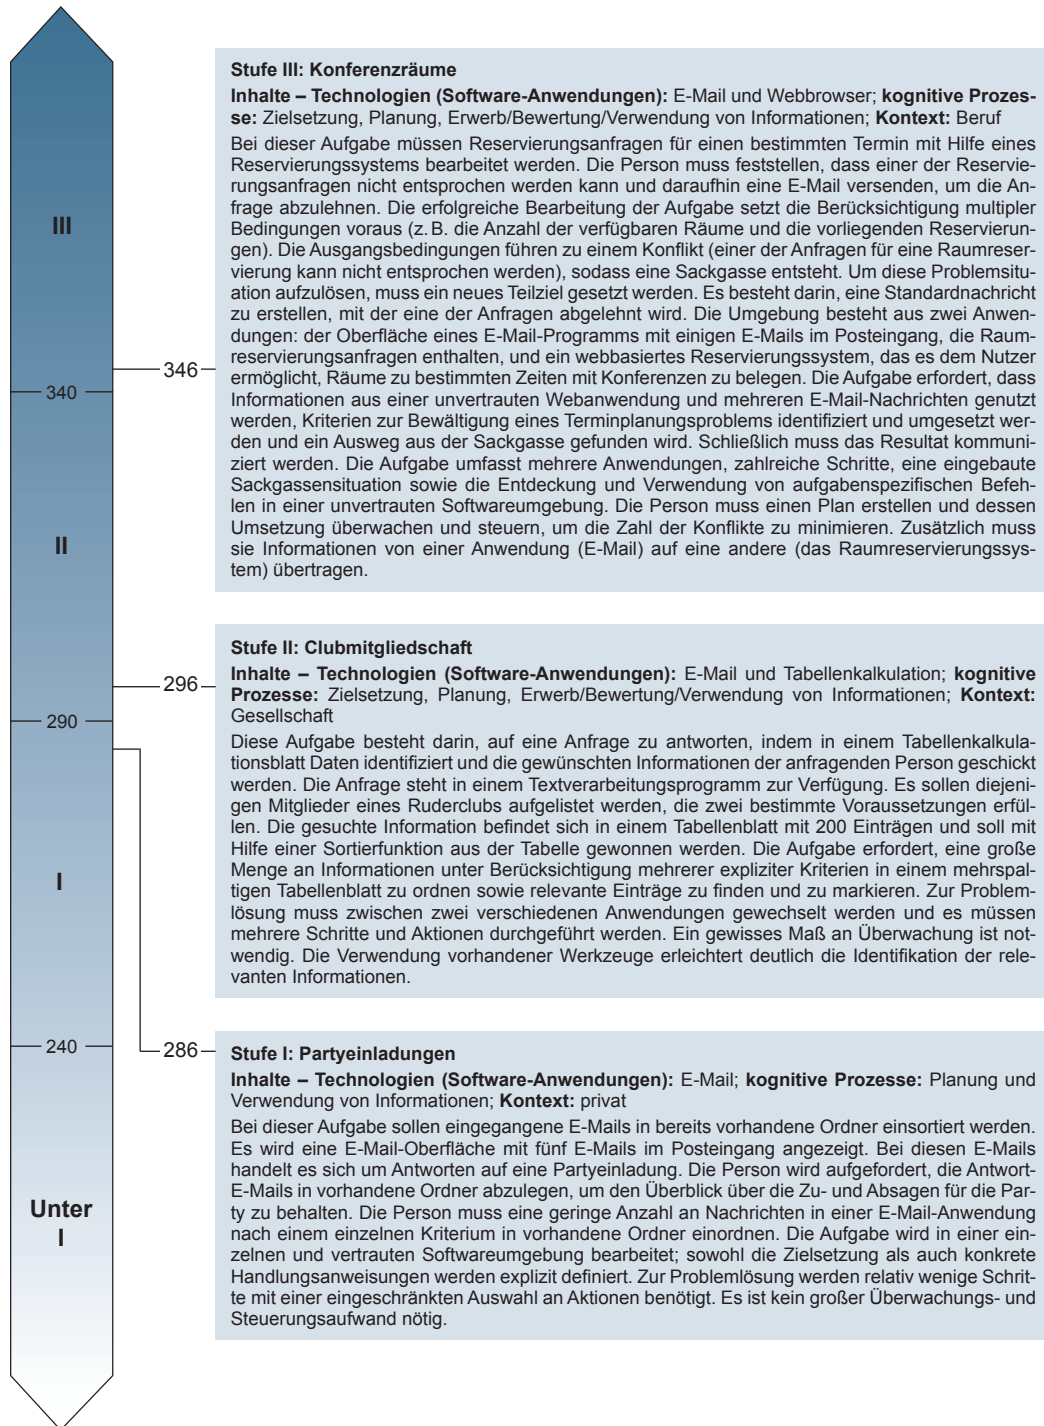 Stufe III: Konferenzräume
Inhalte – Technologien (Software-Anwendungen): E-Mail und Webbrowser; kognitive Prozes-
se: Zielsetzung, Planung, Erwerb/Bewertung/Verwendung von Informationen; Kontext: Beruf
Bei dieser Aufgabe müssen Reservierungsanfragen für einen bestimmten Termin mit Hilfe eines
Reservierungssystems bearbeitet werden. Die Person muss feststellen, dass einer der Reservie-
rungsanfragen nicht entsprochen werden kann und daraufhin eine E-Mail versenden, um die An-
frage abzulehnen. Die erfolgreiche Bearbeitung der Aufgabe setzt die Berücksichtigung multipler
Bedingungen voraus (z. B. die Anzahl der verfügbaren Räume und die vorliegenden Reservierun-
gen). Die Ausgangsbedingungen führen zu einem Konflikt (einer der Anfragen für eine Raumreser-
vierung kann nicht entsprochen werden), sodass eine Sackgasse entsteht. Um diese Problemsitu-
ation aufzulösen, muss ein neues Teilziel gesetzt werden. Es besteht darin, eine Standardnachricht
zu erstellen, mit der eine der Anfragen abgelehnt wird. Die Umgebung besteht aus zwei Anwen-
dungen: der Oberfläche eines E-Mail-Programms mit einigen E-Mails im Posteingang, die Raum-
reservierungsanfragen enthalten, und ein webbasiertes Reservierungssystem, das es dem Nutzer
ermöglicht, Räume zu bestimmten Zeiten mit Konferenzen zu belegen. Die Aufgabe erfordert, dass
Informationen aus einer unvertrauten Webanwendung und mehreren E-Mail-Nachrichten genutzt
werden, Kriterien zur Bewältigung eines Terminplanungsproblems identifiziert und umgesetzt wer-
den und ein Ausweg aus der Sackgasse gefunden wird. Schließlich muss das Resultat kommuni-
ziert werden. Die Aufgabe umfasst mehrere Anwendungen, zahlreiche Schritte, eine eingebaute
Sackgassensituation sowie die Entdeckung und Verwendung von aufgabenspezifischen Befeh-
len in einer unvertrauten Softwareumgebung. Die Person muss einen Plan erstellen und dessen
Umsetzung überwachen und steuern, um die Zahl der Konflikte zu minimieren. Zusätzlich muss
sie Informationen von einer Anwendung (E-Mail) auf eine andere (das Raumreservierungssys-
tem) übertragen.
III
346
340
II
Stufe II: Clubmitgliedschaft
Inhalte – Technologien (Software-Anwendungen): E-Mail und Tabellenkalkulation; kognitive
Prozesse: Zielsetzung, Planung, Erwerb/Bewertung/Verwendung von Informationen; Kontext:
Gesellschaft
Diese Aufgabe besteht darin, auf eine Anfrage zu antworten, indem in einem Tabellenkalkula-
tionsblatt Daten identifiziert und die gewünschten Informationen der anfragenden Person geschickt
werden. Die Anfrage steht in einem Textverarbeitungsprogramm zur Verfügung. Es sollen diejeni-
gen Mitglieder eines Ruderclubs aufgelistet werden, die zwei bestimmte Voraussetzungen erfül-
len. Die gesuchte Information befindet sich in einem Tabellenblatt mit 200 Einträgen und soll mit
Hilfe einer Sortierfunktion aus der Tabelle gewonnen werden. Die Aufgabe erfordert, eine große
Menge an Informationen unter Berücksichtigung mehrerer expliziter Kriterien in einem mehrspal-
tigen Tabellenblatt zu ordnen sowie relevante Einträge zu finden und zu markieren. Zur Problem-
lösung muss zwischen zwei verschiedenen Anwendungen gewechselt werden und es müssen
mehrere Schritte und Aktionen durchgeführt werden. Ein gewisses Maß an Überwachung ist not-
wendig. Die Verwendung vorhandener Werkzeuge erleichtert deutlich die Identifikation der rele-
vanten Informationen.
296
290
I
240
286
Stufe I: Partyeinladungen
Inhalte – Technologien (Software-Anwendungen): E-Mail; kognitive Prozesse: Planung und
Verwendung von Informationen; Kontext: privat
Bei dieser Aufgabe sollen eingegangene E-Mails in bereits vorhandene Ordner einsortiert werden.
Es wird eine E-Mail-Oberfläche mit fünf E-Mails im Posteingang angezeigt. Bei diesen E-Mails
handelt es sich um Antworten auf eine Partyeinladung. Die Person wird aufgefordert, die Antwort-
E-Mails in vorhandene Ordner abzulegen, um den Überblick über die Zu- und Absagen für die Par-
ty zu behalten. Die Person muss eine geringe Anzahl an Nachrichten in einer E-Mail-Anwendung
nach einem einzelnen Kriterium in vorhandene Ordner einordnen. Die Aufgabe wird in einer ein-
zelnen und vertrauten Softwareumgebung bearbeitet; sowohl die Zielsetzung als auch konkrete
Handlungsanweisungen werden explizit definiert. Zur Problemlösung werden relativ wenige Schrit-
te mit einer eingeschränkten Auswahl an Aktionen benötigt. Es ist kein großer Überwachungs- und
Steuerungsaufwand nötig.
Unter
I